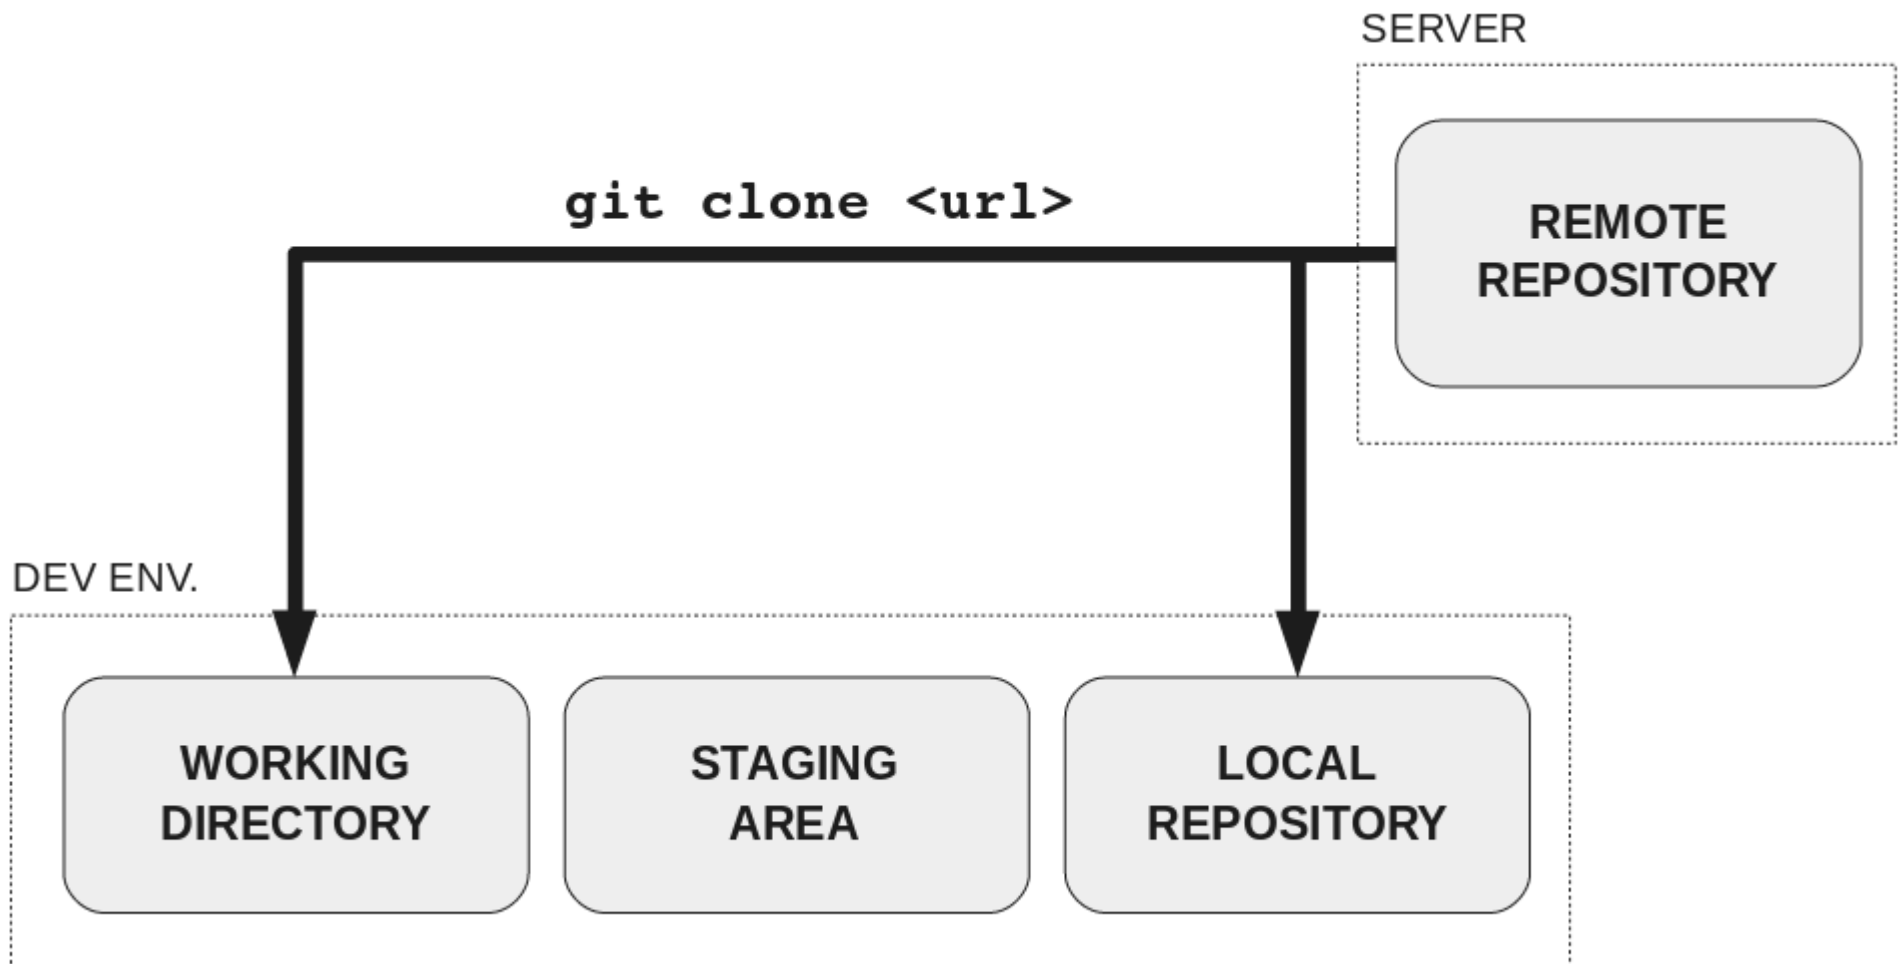 SERVER
REMOTE
REPOSITORY
git clone <url>
DEV ENV.
WORKING
DIRECTORY
STAGING
AREA
LOCAL
REPOSITORY